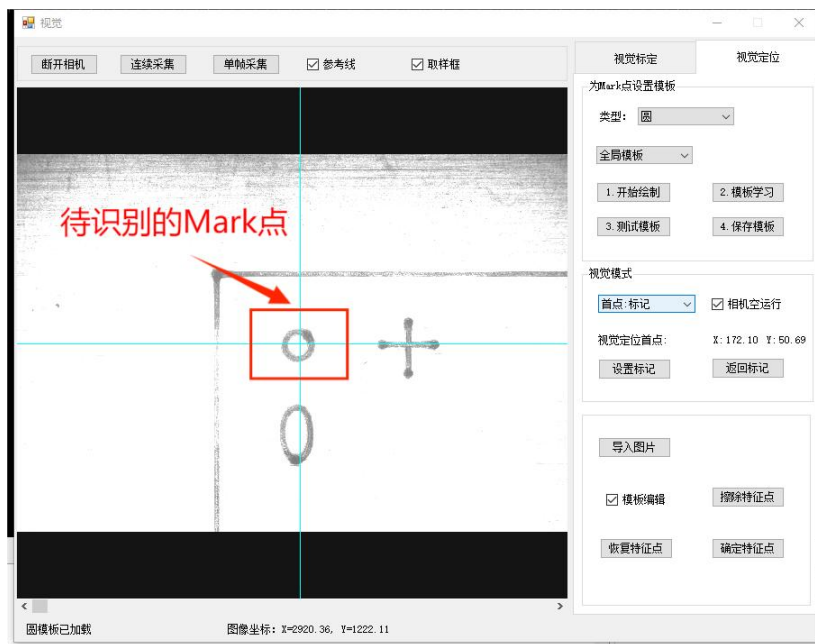 视觉
断开相机 连续采集 单帧采集 参考线 取样框
视觉标定 视觉定位
为Mark点设置模板
类型: 圆
全局模板
1.开始绘制 2.模板学习
3.测试模板 4.保存模板
待识别的Mark点
视觉模式
首点:标记 相机空运行
视觉定位首点: X:172.10 Y:50.69
设置标记 返回标记
导入图片
模板编辑 擦除特征点
恢复特征点 确定特征点
圆模板已加载 图像坐标: X=2920.36, Y=1222.11